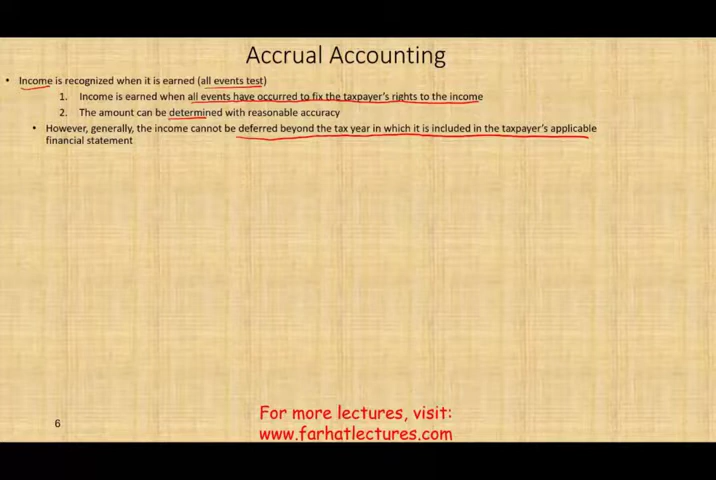 Accrual Accounting
• Income is recognized when it is earned (all events test)
1. Income is earned when all events have occurred to fix the taxpayer's rights to the income
2. The amount can be determined with reasonable accuracy
• However, generally, the income cannot be deferred beyond the tax year in which it is included in the taxpayer's applicable
financial statement
6
For more lectures, visit:
www.farhatlectures.com